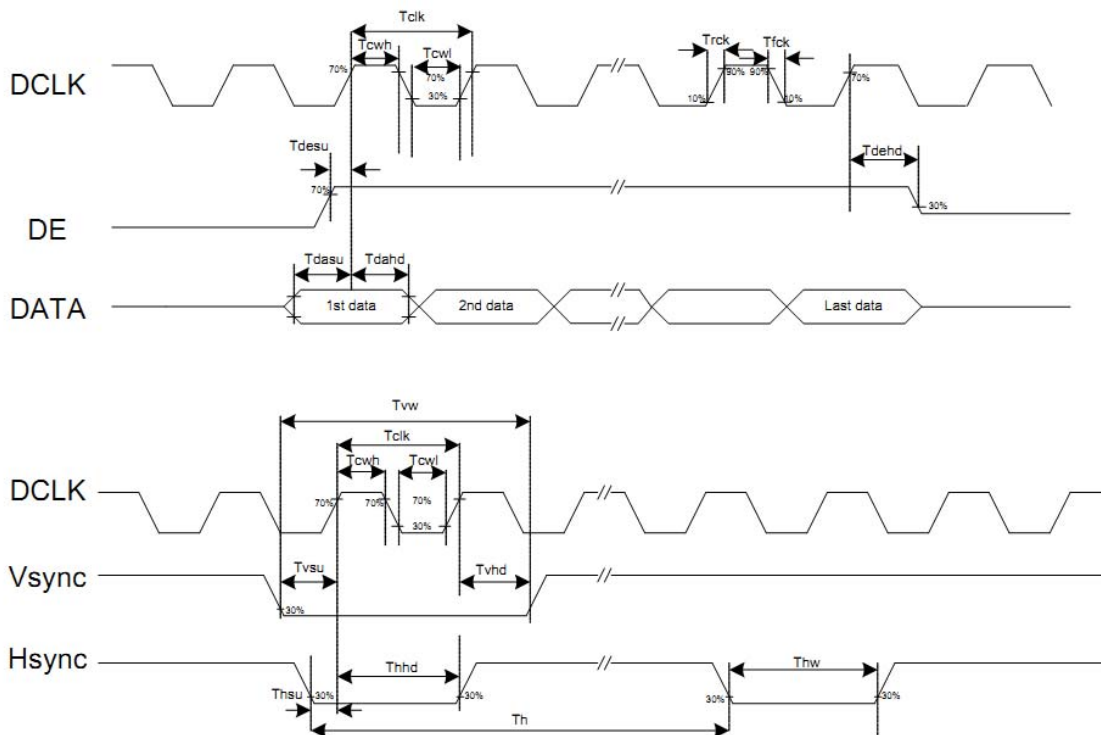 Tclk
Tcwh Tcwl Trck Tfck
DCLK 70% 70% 30% 10% 90% 90% 10% 70%
Tdesu Tdehd
DE 70% 30%
Tdasu Tdahd
DATA 1st data 2nd data Last data
Tvw
Tclk
Tcwh Tcwl
DCLK 70% 70% 70% 30%
Vsync Tvsu Tvhd
30%
Hsync Thhd Thw
Thsu 30% 30% 30% 30%
Th